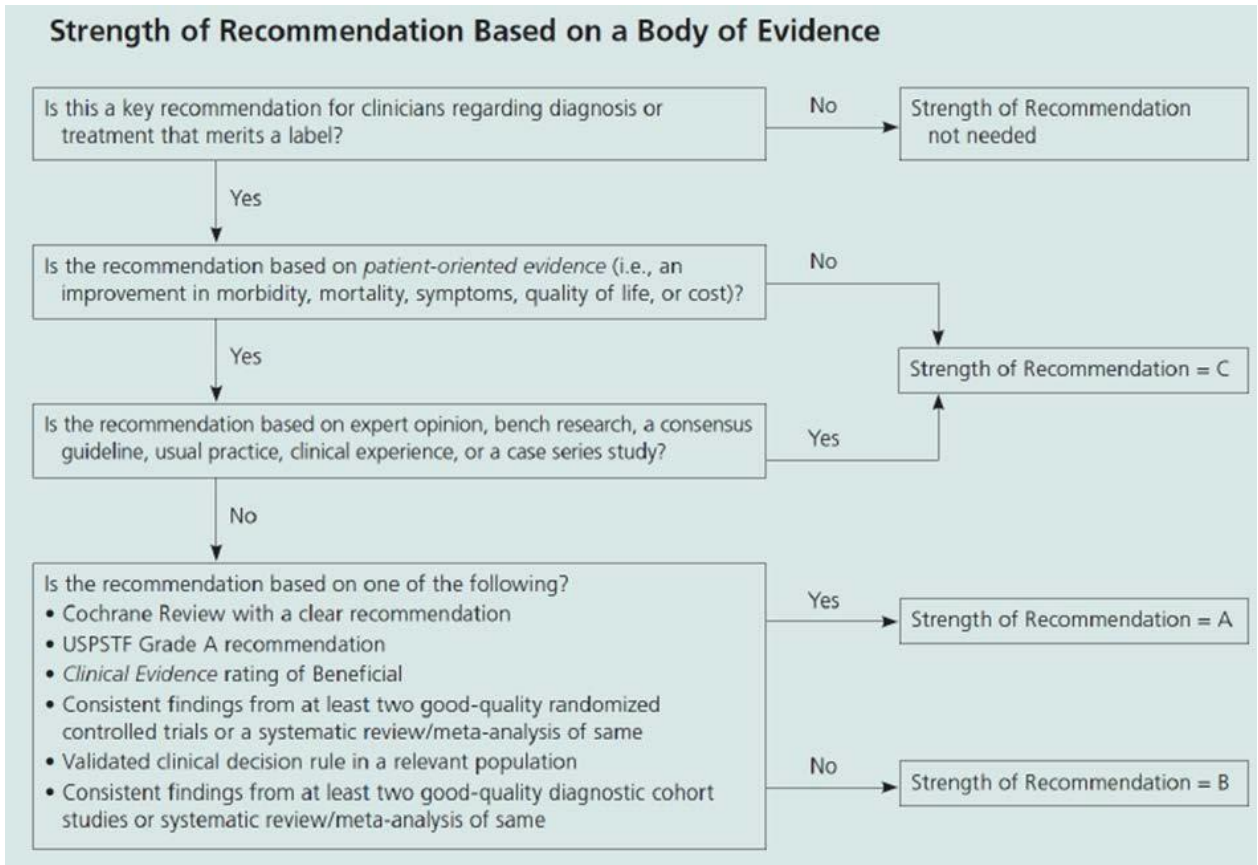 Strength of Recommendation Based on a Body of Evidence
Is this a key recommendation for clinicians regarding diagnosis or
treatment that merits a label?
No
Strength of Recommendation
not needed
Yes
Is the recommendation based on patient-oriented evidence (i.e., an
improvement in morbidity, mortality, symptoms, quality of life, or cost)?
No
Yes
Strength of Recommendation = C
Is the recommendation based on expert opinion, bench research, a consensus
guideline, usual practice, clinical experience, or a case series study?
Yes
No
Is the recommendation based on one of the following?
• Cochrane Review with a clear recommendation
• USPSTF Grade A recommendation
• Clinical Evidence rating of Beneficial
• Consistent findings from at least two good-quality randomized
controlled trials or a systematic review/meta-analysis of same
• Validated clinical decision rule in a relevant population
• Consistent findings from at least two good-quality diagnostic cohort
studies or systematic review/meta-analysis of same
Yes
Strength of Recommendation = A
No
Strength of Recommendation = B